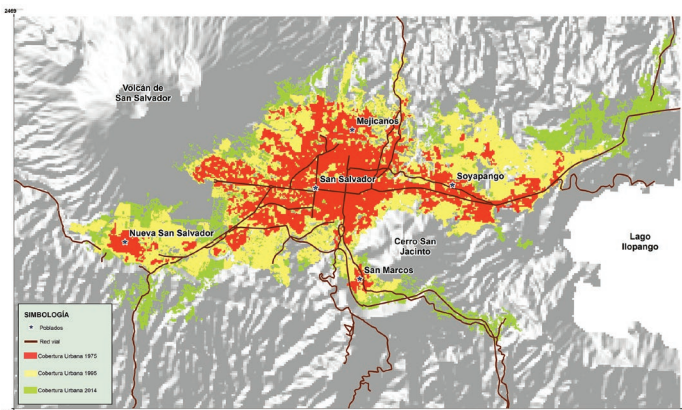 2469
Volcán de
San Salvador
Mejicanos
San Salvador
Soyapango
Nueva San Salvador
Cerro San
Jacinto
Lago
Ilopango
San Marcos
SIMBOLOGÍA
Poblados
Red vial
Cobertura Urbana 1975
Cobertura Urbana 1995
Cobertura Urbana 2014